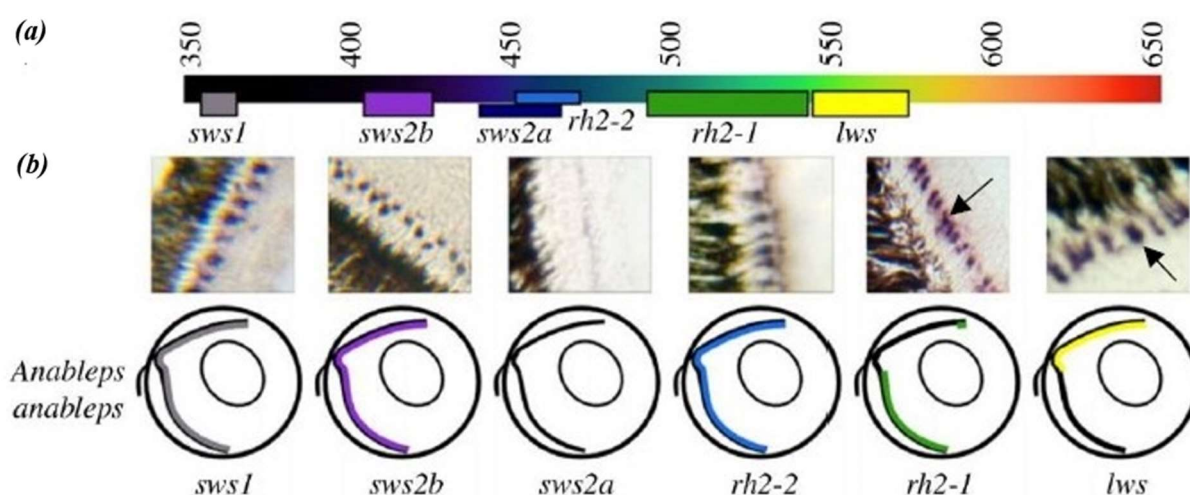 (a)
350 400 450 500 550 600 650
sws1 sws2b sws2a rh2-2 rh2-1 lws
(b)
Anableps
anableps
sws1 sws2b sws2a rh2-2 rh2-1 lws